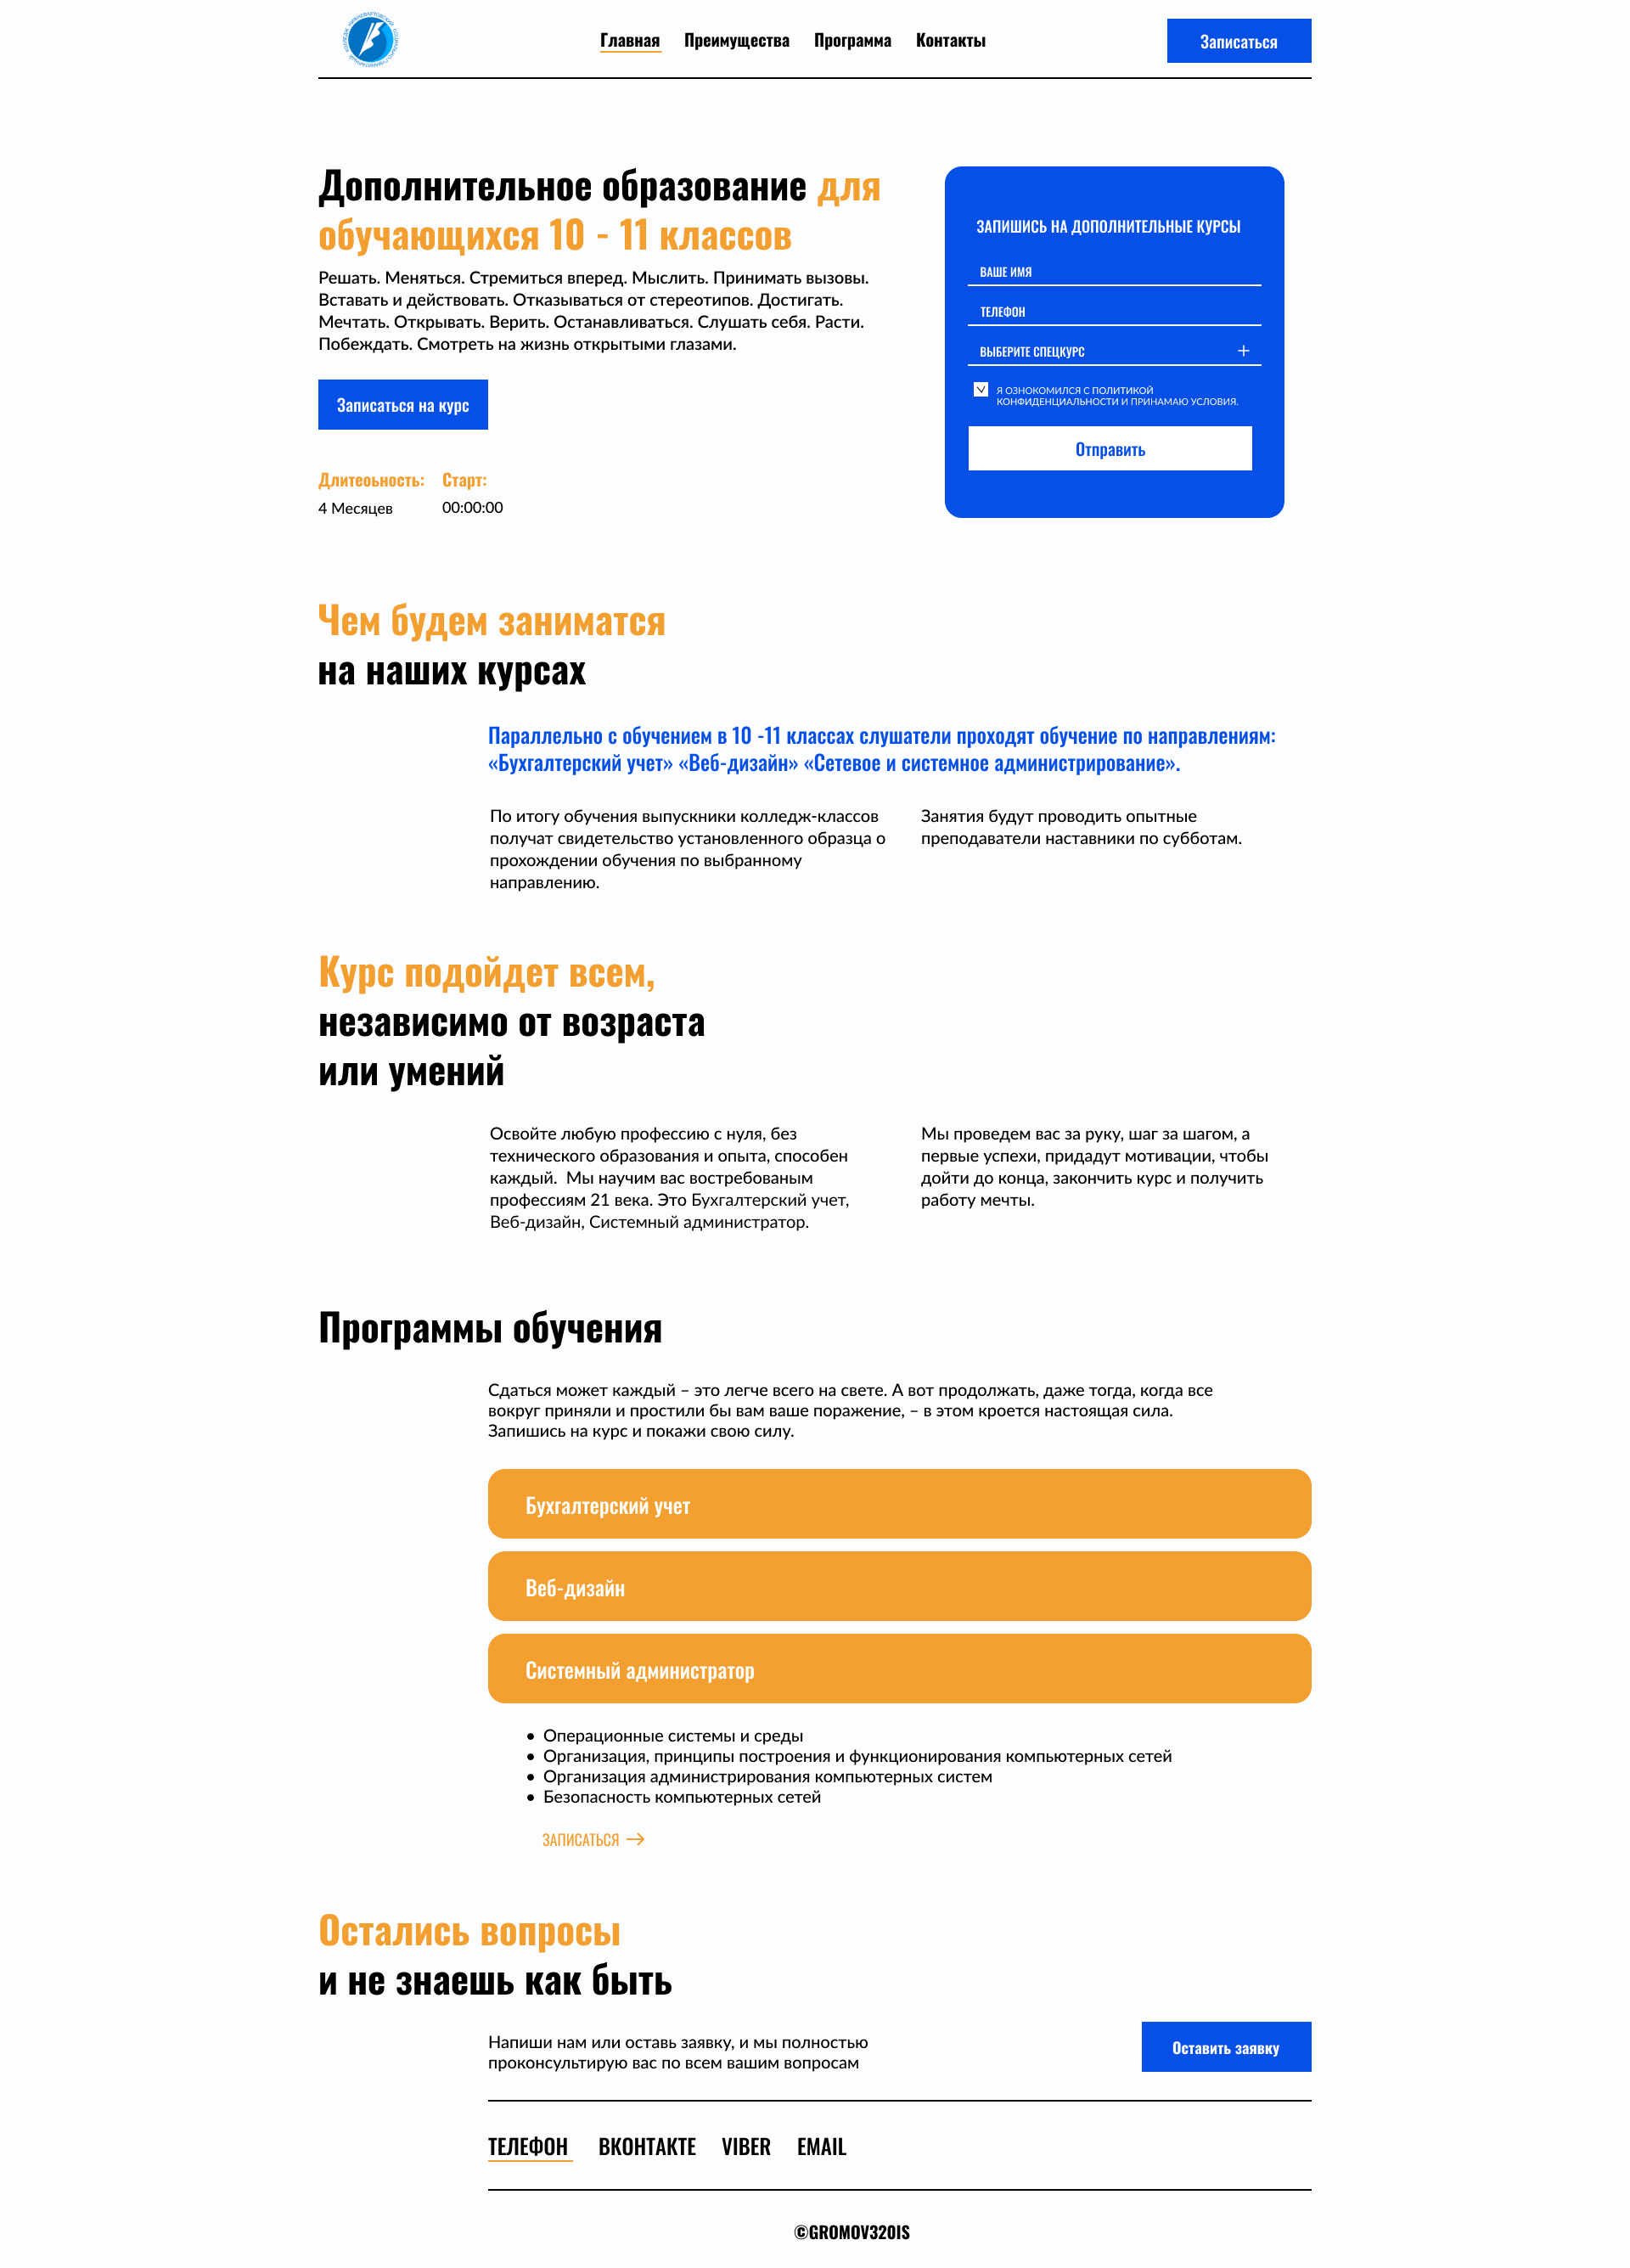 Главная Преимущества Программа Контакты Записаться
Дополнительное образование для
обучающихся 10 - 11 классов
Решать. Меняться. Стремиться вперед. Мыслить. Принимать вызовы.
Вставать и действовать. Отказываться от стереотипов. Достигать.
Мечтать. Открывать. Верить. Останавливаться. Слушать себя. Расти.
Побеждать. Смотреть на жизнь открытыми глазами.
Записаться на курс
Длитеоьность: Старт:
4 Месяцев 00:00:00
ЗАПИШИСЬ НА ДОПОЛНИТЕЛЬНЫЕ КУРСЫ
ВАШЕ ИМЯ
ТЕЛЕФОН
ВЫБЕРИТЕ СПЕЦКУРС
Я ОЗНОКОМИЛСЯ С ПОЛИТИКОЙ
КОНФИДЕНЦИАЛЬНОСТИ И ПРИНАМАЮ УСЛОВИЯ.
Отправить
Чем будем заниматся
на наших курсах
Параллельно с обучением в 10 -11 классах слушатели проходят обучение по направлениям:
«Бухгалтерский учет» «Веб-дизайн» «Сетевое и системное администрирование».
По итогу обучения выпускники колледж-классов
получат свидетельство установленного образца о
прохождении обучения по выбранному
направлению.
Занятия будут проводить опытные
преподаватели наставники по субботам.
Курс подойдет всем,
независимо от возраста
или умений
Освойте любую профессию с нуля, без
технического образования и опыта, способен
каждый. Мы научим вас востребованым
профессиям 21 века. Это Бухгалтерский учет,
Веб-дизайн, Системный администратор.
Мы проведем вас за руку, шаг за шагом, а
первые успехи, придадут мотивации, чтобы
дойти до конца, закончить курс и получить
работу мечты.
Программы обучения
Сдаться может каждый – это легче всего на свете. А вот продолжать, даже тогда, когда все
вокруг приняли и простили бы вам ваше поражение, – в этом кроется настоящая сила.
Запишись на курс и покажи свою силу.
Бухгалтерский учет
Веб-дизайн
Системный администратор
• Операционные системы и среды
• Организация, принципы построения и функционирования компьютерных сетей
• Организация администрирования компьютерных систем
• Безопасность компьютерных сетей
ЗАПИСАТЬСЯ →
Остались вопросы
и не знаешь как быть
Напиши нам или оставь заявку, и мы полностью
проконсультирую вас по всем вашим вопросам
Оставить заявку
ТЕЛЕФОН ВКОНТАКТЕ VIBER EMAIL
©GROMOV320IS